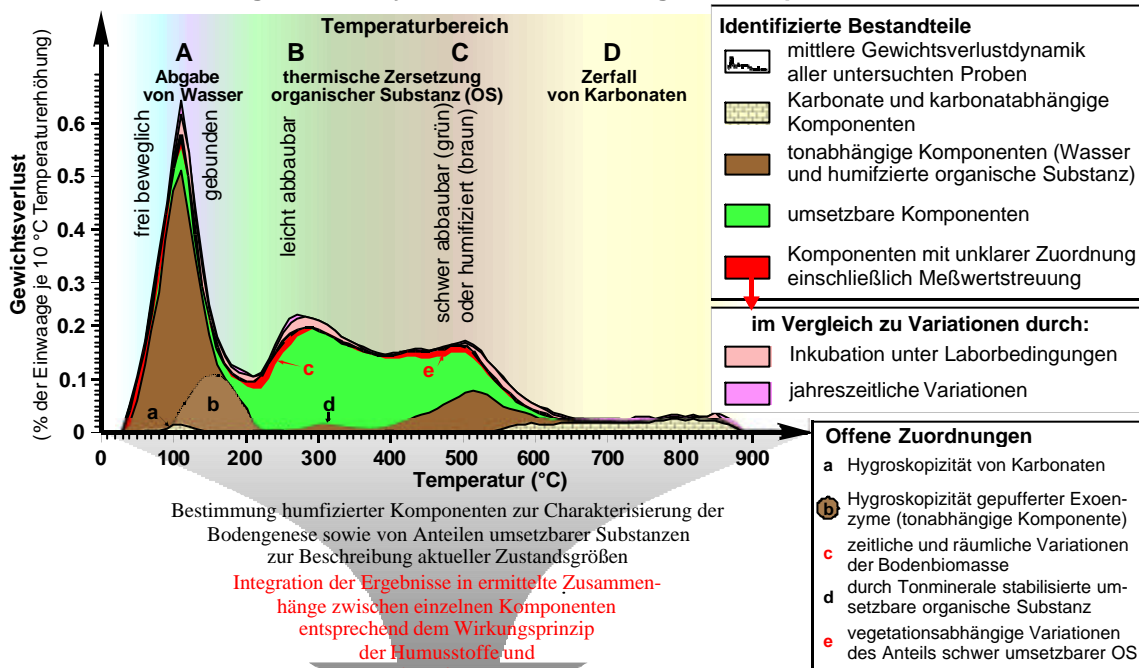 Temperaturbereich
A
B
C
D
Abgabe
von Wasser
thermische Zersetzung
organischer Substanz (OS)
Zerfall
von Karbonaten
frei beweglich
gebunden
leicht abbaubar
schwer abbaubar (grün)
oder humifiziert (braun)
Gewichtsverlust
(% der Einwaage je 10 °C Temperaturerhöhung)
0.6
0.5
0.4
0.3
0.2
0.1
0
a
b
c
d
e
0 100 200 300 400 500 600 700 800 900
Temperatur (°C)
Identifizierte Bestandteile
mittlere Gewichtsverlustdynamik
aller untersuchten Proben
Karbonate und karbonatabhängige
Komponenten
tonabhängige Komponenten (Wasser
und humifzierte organische Substanz)
umsetzbare Komponenten
Komponenten mit unklarer Zuordnung
einschließlich Meßwertstreuung
im Vergleich zu Variationen durch:
Inkubation unter Laborbedingungen
jahreszeitliche Variationen
Offene Zuordnungen
a Hygroskopizität von Karbonaten
b Hygroskopizität gepufferter Exoen-
zyme (tonabhängige Komponente)
c zeitliche und räumliche Variationen
der Bodenbiomasse
d durch Tonminerale stabilisierte um-
setzbare organische Substanz
e vegetationsabhängige Variationen
des Anteils schwer umsetzbarer OS
Bestimmung humfizierter Komponenten zur Charakterisierung der
Bodengenese sowie von Anteilen umsetzbarer Substanzen
zur Beschreibung aktueller Zustandsgrößen
Integration der Ergebnisse in ermittelte Zusammen-
hänge zwischen einzelnen Komponenten
entsprechend dem Wirkungsprinzip
der Humusstoffe und